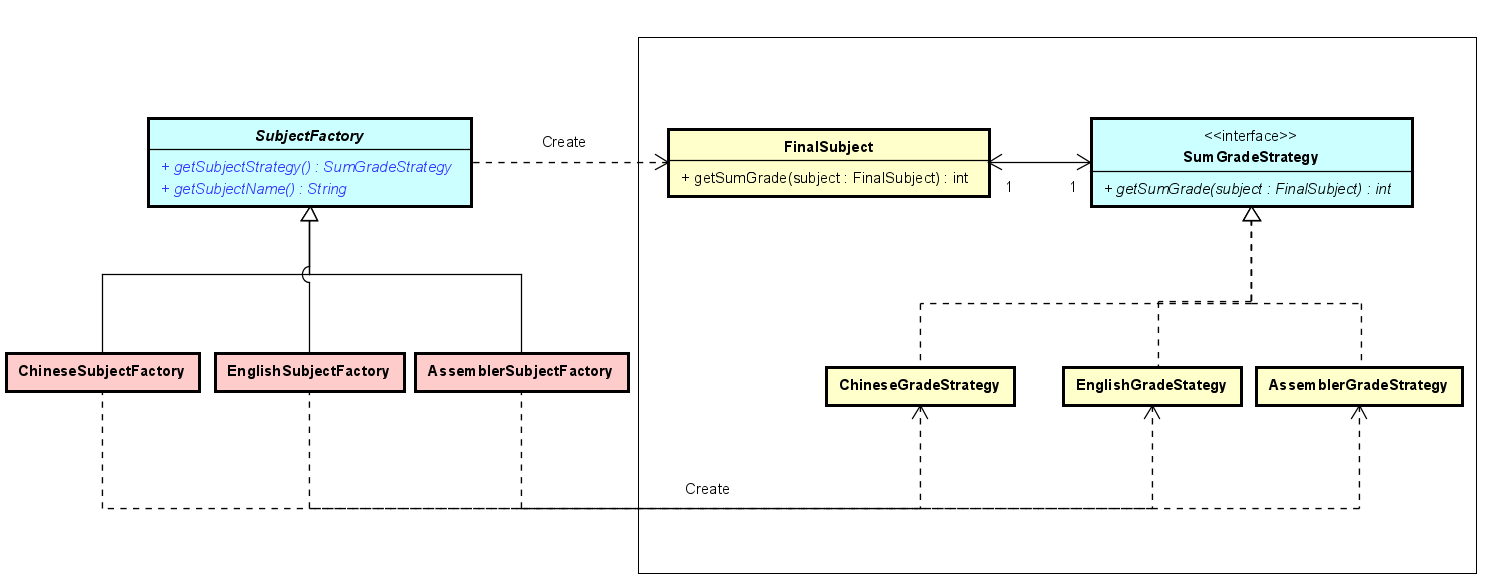 SubjectFactory
+ getSubjectStrategy() : SumGradeStrategy
+ getSubjectName() : String
Create
FinalSubject
+ getSumGrade(subject : FinalSubject) : int
1
1
<<interface>>
SumGradeStrategy
+ getSumGrade(subject : FinalSubject) : int
ChineseSubjectFactory
EnglishSubjectFactory
AssemblerSubjectFactory
ChineseGradeStrategy
EnglishGradeStategy
AssemblerGradeStrategy
Create